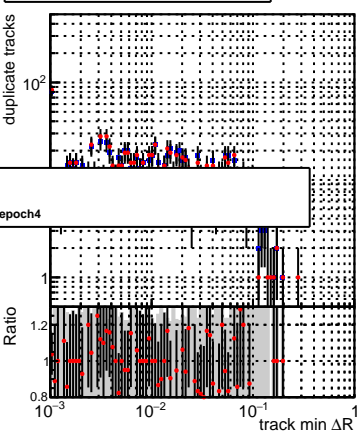 duplicate tracks
10²
epoch4
1
Ratio
1.2
1
0.8
10⁻³ 10⁻² 10⁻¹ 1
track min ΔR